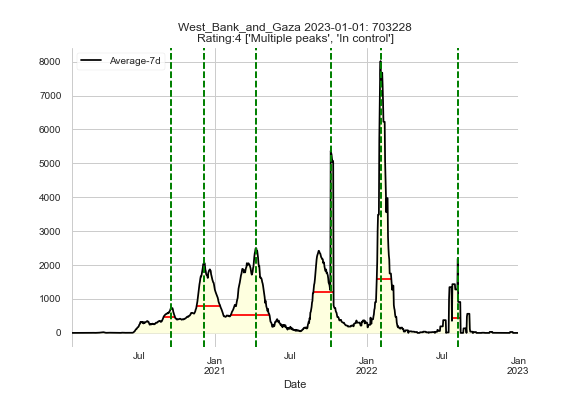 West_Bank_and_Gaza 2023-01-01: 703228
Rating:4 ['Multiple peaks', 'In control']
Average-7d
8000
7000
6000
5000
4000
3000
2000
1000
0
Jul
Jan
2021
Jul
Jan
2022
Jul
Jan
2023
Date